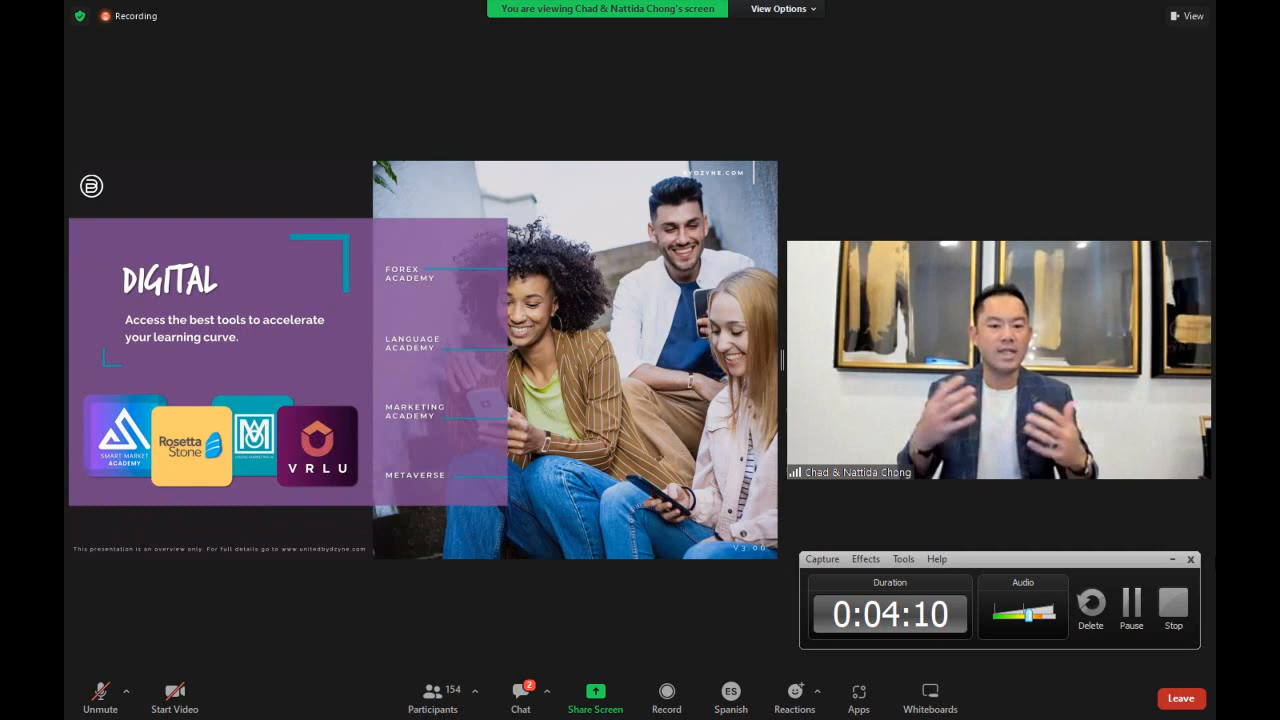 Recording
You are viewing Chad & Nattida Chong's screen
View Options
View
BYDZYNE.COM
DIGITAL
Access the best tools to accelerate
your learning curve.
FOREX
ACADEMY
LANGUAGE
ACADEMY
MARKETING
ACADEMY
METAVERSE
SMART MARKET
ACADEMY
Rosetta
Stone
VRLU
This presentation is an overview only. For full details go to www.unitedbydzyne.com
V3.00
Chad & Nattida Chong
Capture Effects Tools Help
Duration
Audio
0:04:10
Delete
Pause
Stop
Unmute
Start Video
154
Participants
2
Chat
Share Screen
Record
ES
Spanish
Reactions
Apps
Whiteboards
Leave